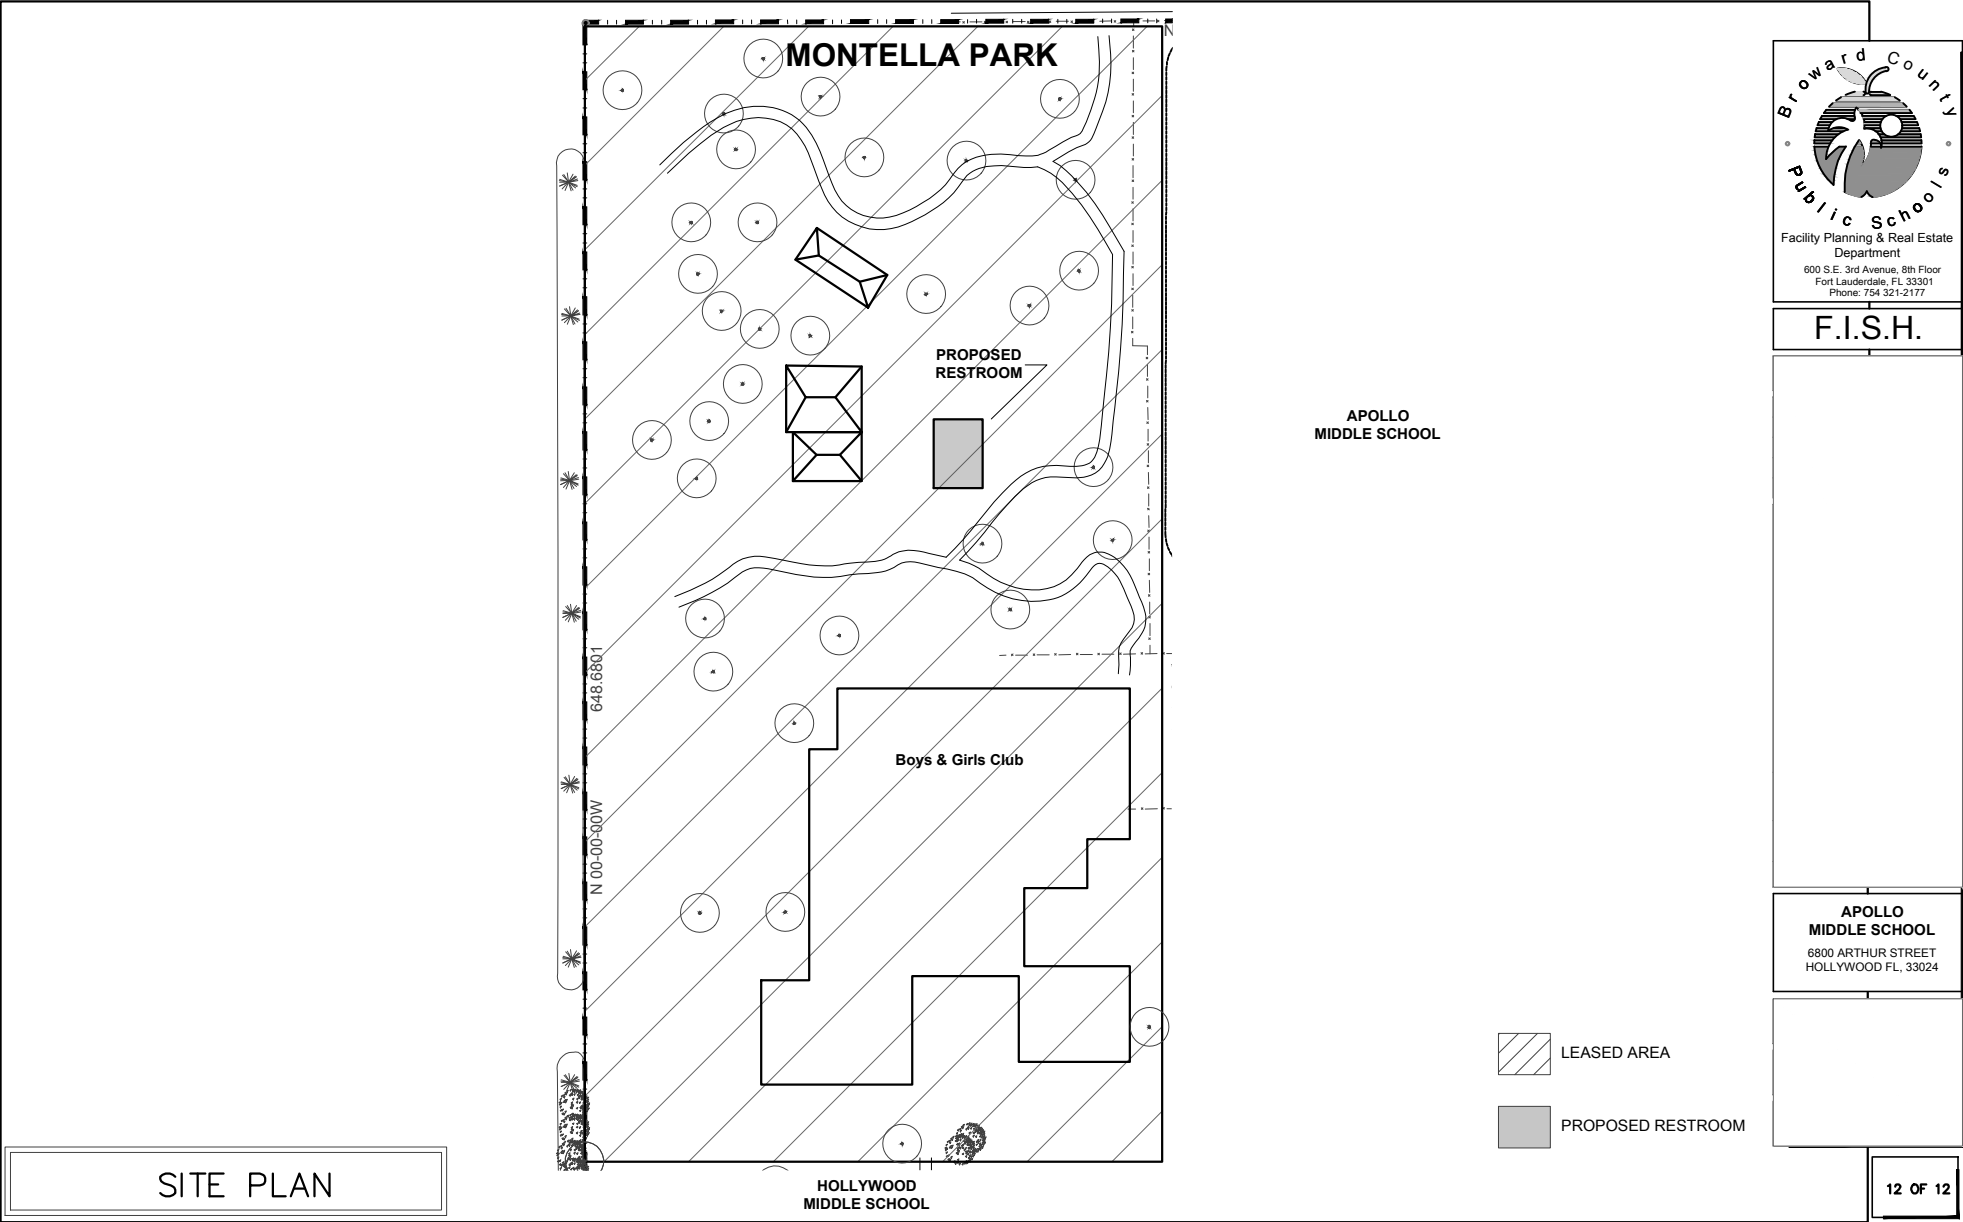 MONTELLA PARK
N
PROPOSED
RESTROOM
APOLLO
MIDDLE SCHOOL
648.6801
N 00-00-00W
Boys & Girls Club
HOLLYWOOD
MIDDLE SCHOOL
LEASED AREA
PROPOSED RESTROOM
SITE PLAN
Broward County
Public Schools
Facility Planning & Real Estate
Department
600 S.E. 3rd Avenue, 8th Floor
Fort Lauderdale, FL 33301
Phone: 754 321-2177
F.I.S.H.
APOLLO
MIDDLE SCHOOL
6800 ARTHUR STREET
HOLLYWOOD FL, 33024
12 OF 12